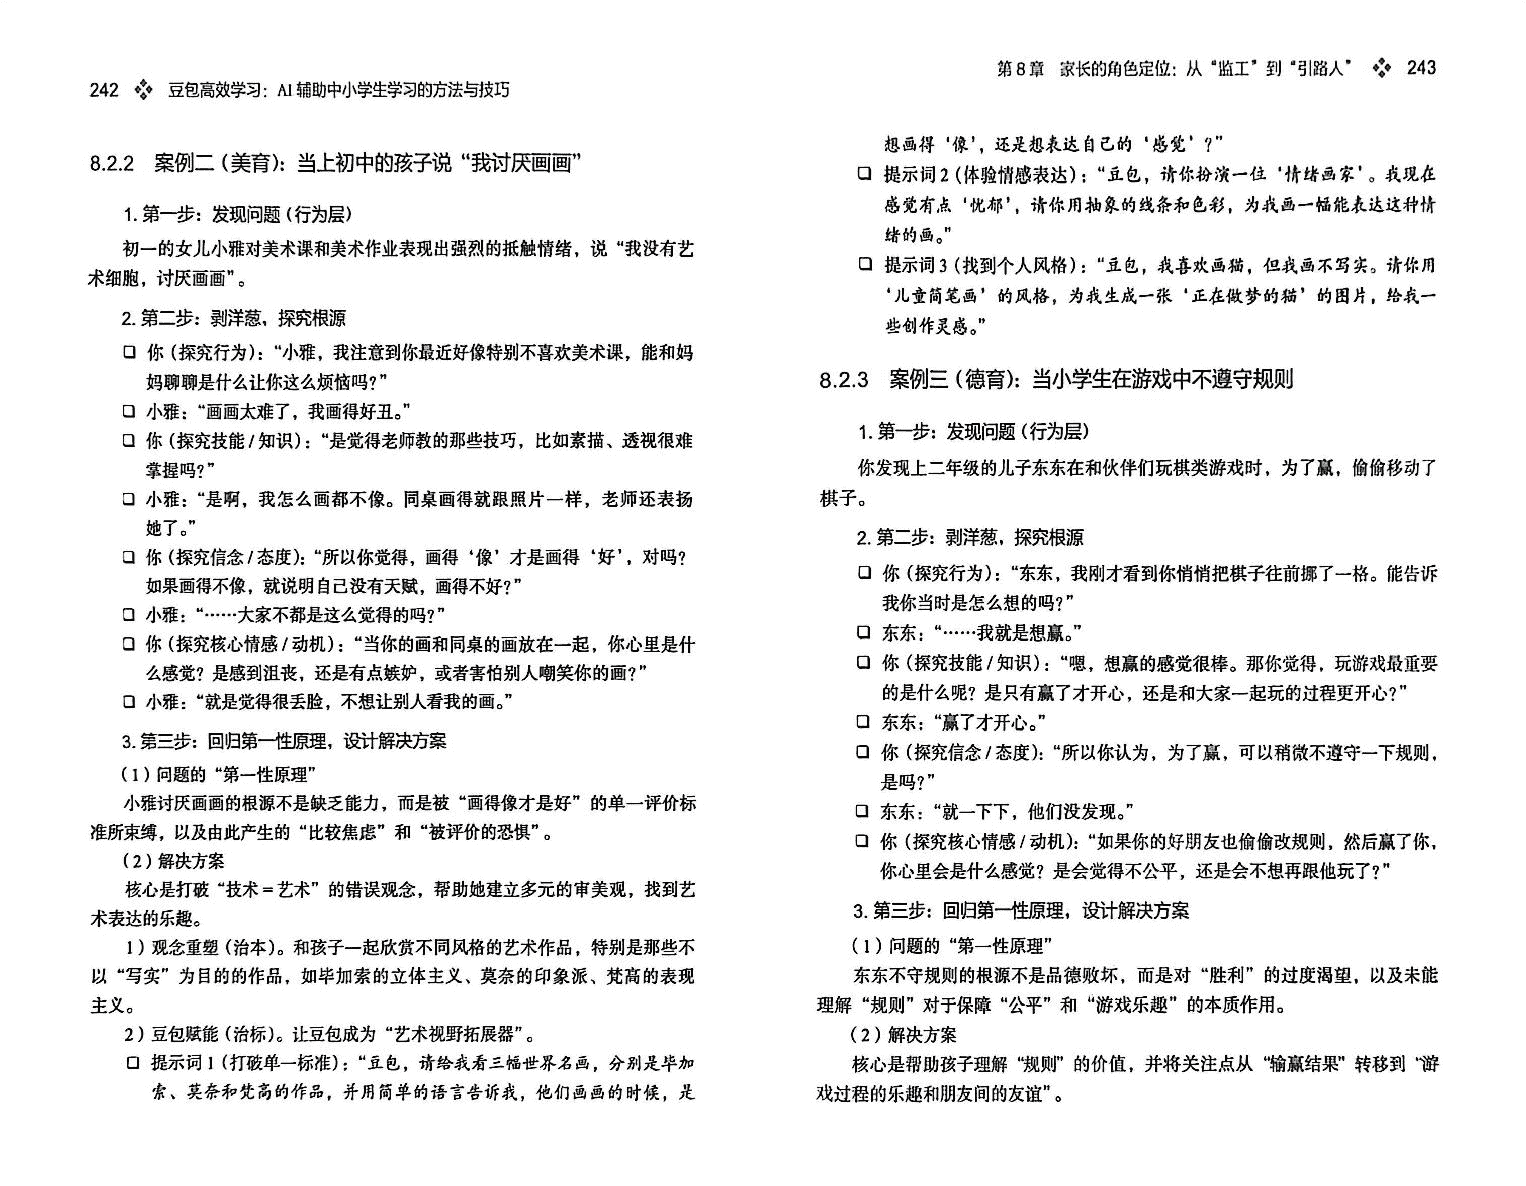 242 豆包高效学习：AI 辅助中小学生学习的方法与技巧
8.2.2 案例二（美育）：当上初中的孩子说“我讨厌画画”
1. 第一步：发现问题（行为层）
初一的女儿小雅对美术课和美术作业表现出强烈的抵触情绪，说“我没有艺
术细胞，讨厌画画”。
2. 第二步：剥洋葱，探究根源
❏ 你（探究行为）：“小雅，我注意到你最近好像特别不喜欢美术课，能和妈
妈聊聊是什么让你这么烦恼吗？”
❏ 小雅：“画画太难了，我画得好丑。”
❏ 你（探究技能 / 知识）：“是觉得老师教的那些技巧，比如素描、透视很难
掌握吗？”
❏ 小雅：“是啊，我怎么画都不像。同桌画得就跟照片一样，老师还表扬
她了。”
❏ 你（探究信念 / 态度）：“所以你觉得，画得‘像’才是画得‘好’，对吗？
如果画得不像，就说明自己没有天赋，画得不好？”
❏ 小雅：“……大家不都是这么觉得的吗？”
❏ 你（探究核心情感 / 动机）：“当你的画和同桌的画放在一起，你心里是什
么感觉？是感到沮丧，还是有点嫉妒，或者害怕别人嘲笑你的画？”
❏ 小雅：“就是觉得很丢脸，不想让别人看我的画。”
3. 第三步：回归第一性原理，设计解决方案
（1）问题的“第一性原理”
小雅讨厌画画的根源不是缺乏能力，而是被“画得像才是好”的单一评价标
准所束缚，以及由此产生的“比较焦虑”和“被评价的恐惧”。
（2）解决方案
核心是打破“技术＝艺术”的错误观念，帮助她建立多元的审美观，找到艺
术表达的乐趣。
1）观念重塑（治本）。和孩子一起欣赏不同风格的艺术作品，特别是那些不
以“写实”为目的的作品，如毕加索的立体主义、莫奈的印象派、梵高的表现
主义。
2）豆包赋能（治标）。让豆包成为“艺术视野拓展器”。
❏ 提示词 1（打破单一标准）：“豆包，请给我看三幅世界名画，分别是毕加
索、莫奈和梵高的作品，并用简单的语言告诉我，他们画画的时候，是
第 8 章 家长的角色定位：从“监工”到“引路人” 243
想画得‘像’，还是想表达自己的‘感觉’？”
❏ 提示词 2（体验情感表达）：“豆包，请你扮演一位‘情绪画家’。我现在
感觉有点‘忧郁’，请你用抽象的线条和色彩，为我画一幅能表达这种情
绪的画。”
❏ 提示词 3（找到个人风格）：“豆包，我喜欢画猫，但我画不写实。请你用
‘儿童简笔画’的风格，为我生成一张‘正在做梦的猫’的图片，给我一
些创作灵感。”
8.2.3 案例三（德育）：当小学生在游戏中不遵守规则
1. 第一步：发现问题（行为层）
你发现上二年级的儿子东东在和伙伴们玩棋类游戏时，为了赢，偷偷移动了
棋子。
2. 第二步：剥洋葱，探究根源
❏ 你（探究行为）：“东东，我刚才看到你悄悄把棋子往前挪了一格。能告诉
我你当时是怎么想的吗？”
❏ 东东：“……我就是想赢。”
❏ 你（探究技能 / 知识）：“嗯，想赢的感觉很棒。那你觉得，玩游戏最重要
的是什么呢？是只有赢了才开心，还是和大家一起玩的过程更开心？”
❏ 东东：“赢了才开心。”
❏ 你（探究信念 / 态度）：“所以你认为，为了赢，可以稍微不遵守一下规则，
是吗？”
❏ 东东：“就一下下，他们没发现。”
❏ 你（探究核心情感 / 动机）：“如果你的好朋友也偷偷改规则，然后赢了你，
你心里会是什么感觉？是会觉得不公平，还是会不想再跟他玩了？”
3. 第三步：回归第一性原理，设计解决方案
（1）问题的“第一性原理”
东东不守规则的根源不是品德败坏，而是对“胜利”的过度渴望，以及未能
理解“规则”对于保障“公平”和“游戏乐趣”的本质作用。
（2）解决方案
核心是帮助孩子理解“规则”的价值，并将关注点从“输赢结果”转移到“游
戏过程的乐趣和朋友间的友谊”。